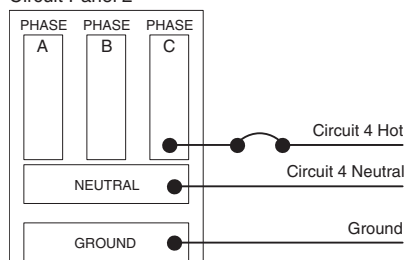 Circuit Panel 2
PHASE PHASE PHASE
A B C
Circuit 4 Hot
Circuit 4 Neutral
NEUTRAL
Ground
GROUND